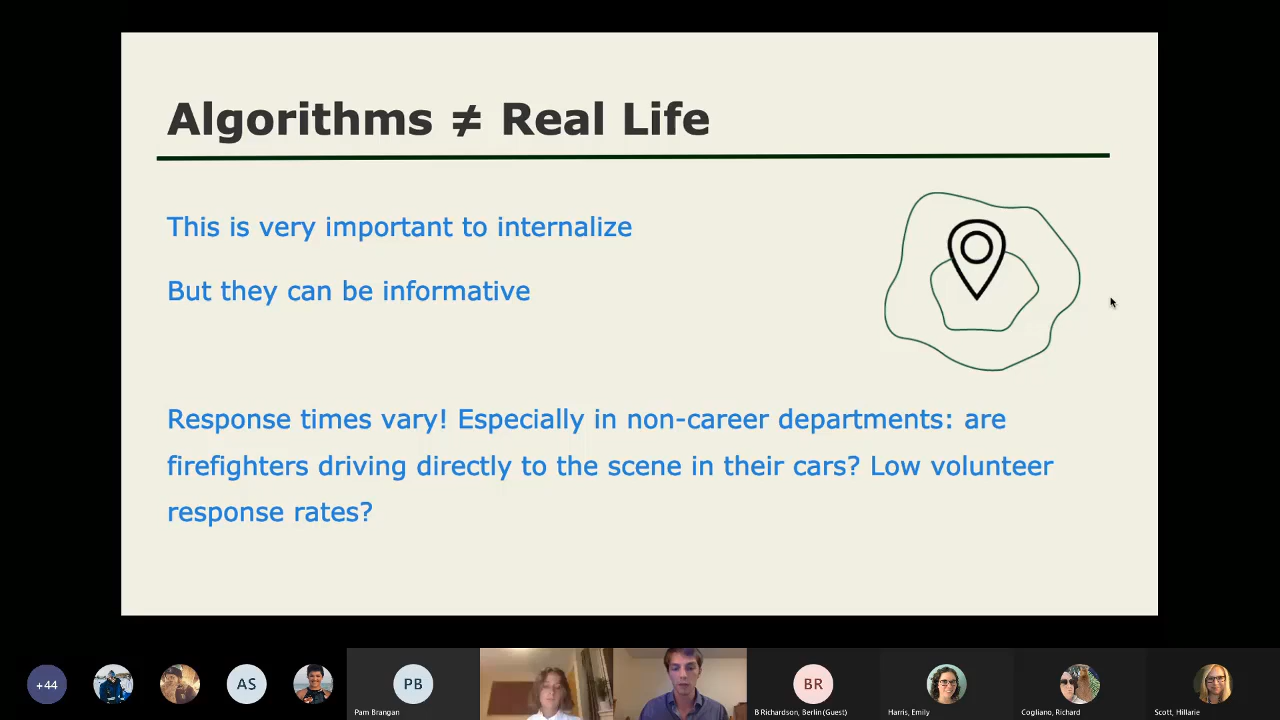 Algorithms ≠ Real Life
This is very important to internalize
But they can be informative
Response times vary! Especially in non-career departments: are
firefighters driving directly to the scene in their cars? Low volunteer
response rates?
+44
AS
PB
Pam Brangan
BR
B Richardson, Berlin (Guest)
Harris, Emily
Cogliano, Richard
Scott, Hillarie